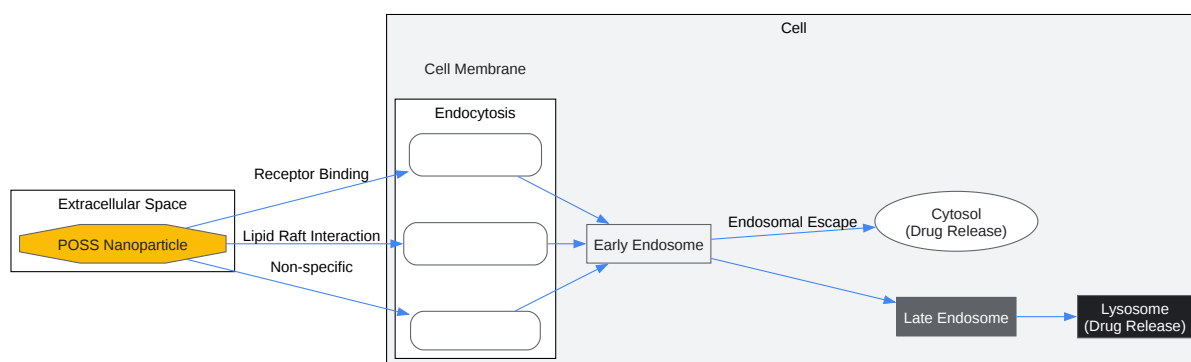 Cell
Cell Membrane
Endocytosis
Receptor Binding
Extracellular Space
POSS Nanoparticle
Lipid Raft Interaction
Non-specific
Early Endosome
Endosomal Escape
Cytosol
(Drug Release)
Late Endosome
Lysosome
(Drug Release)